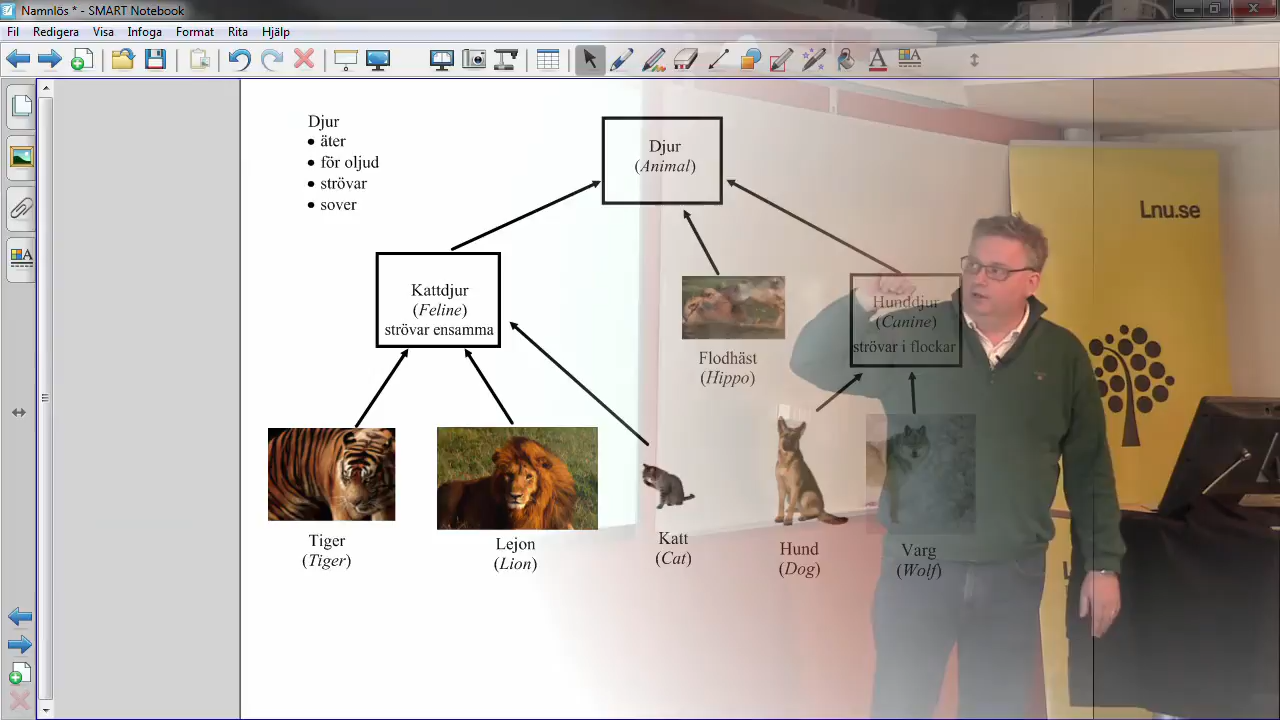 Namnlös * - SMART Notebook
Fil Redigera Visa Infoga Format Rita Hjälp
Djur
• äter
• för oljud
• strövar
• sover
Djur
(Animal)
Lnu.se
Kattdjur
(Feline)
strövar ensamma
Hunddjur
(Canine)
strövar i flockar
Flodhäst
(Hippo)
Tiger
(Tiger)
Lejon
(Lion)
Katt
(Cat)
Hund
(Dog)
Varg
(Wolf)